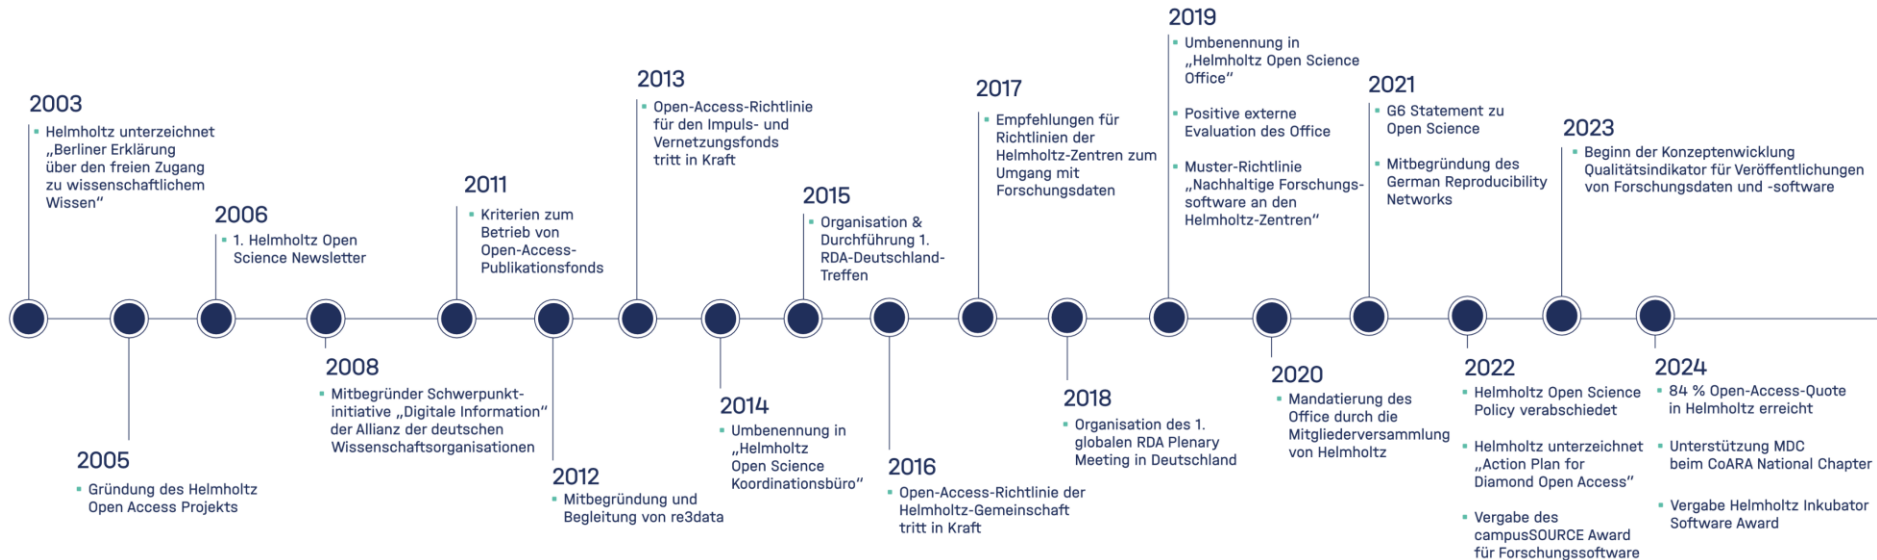 2003
Helmholtz unterzeichnet
„Berliner Erklärung
über den freien Zugang
zu wissenschaftlichem
Wissen“
2005
Gründung des Helmholtz
Open Access Projekts
2006
1. Helmholtz Open
Science Newsletter
2008
Mitbegründer Schwerpunkt-
initiative „Digitale Information“
der Allianz der deutschen
Wissenschaftsorganisationen
2011
Kriterien zum
Betrieb von
Open-Access-
Publikationsfonds
2012
Mitbegründung und
Begleitung von re3data
2013
Open-Access-Richtlinie
für den Impuls- und
Vernetzungsfonds
tritt in Kraft
2014
Umbenennung in
„Helmholtz
Open Science
Koordinationsbüro“
2015
Organisation &
Durchführung 1.
RDA-Deutschland-
Treffen
2016
Open-Access-Richtlinie der
Helmholtz-Gemeinschaft
tritt in Kraft
2017
Empfehlungen für
Richtlinien der
Helmholtz-Zentren zum
Umgang mit
Forschungsdaten
2018
Organisation des 1.
globalen RDA Plenary
Meeting in Deutschland
2019
Umbenennung in
„Helmholtz Open Science
Office“
Positive externe
Evaluation des Office
Muster-Richtlinie
„Nachhaltige Forschungs-
software an den
Helmholtz-Zentren“
2020
Mandatierung des
Office durch die
Mitgliederversammlung
von Helmholtz
2021
G6 Statement zu
Open Science
Mitbegründung des
German Reproducibility
Networks
2022
Helmholtz Open Science
Policy verabschiedet
Helmholtz unterzeichnet
„Action Plan for
Diamond Open Access“
Vergabe des
campusSOURCE Award
für Forschungssoftware
2023
Beginn der Konzeptenwicklung
Qualitätsindikator für Veröffentlichungen
von Forschungsdaten und -software
2024
84 % Open-Access-Quote
in Helmholtz erreicht
Unterstützung MDC
beim CoARA National Chapter
Vergabe Helmholtz Inkubator
Software Award